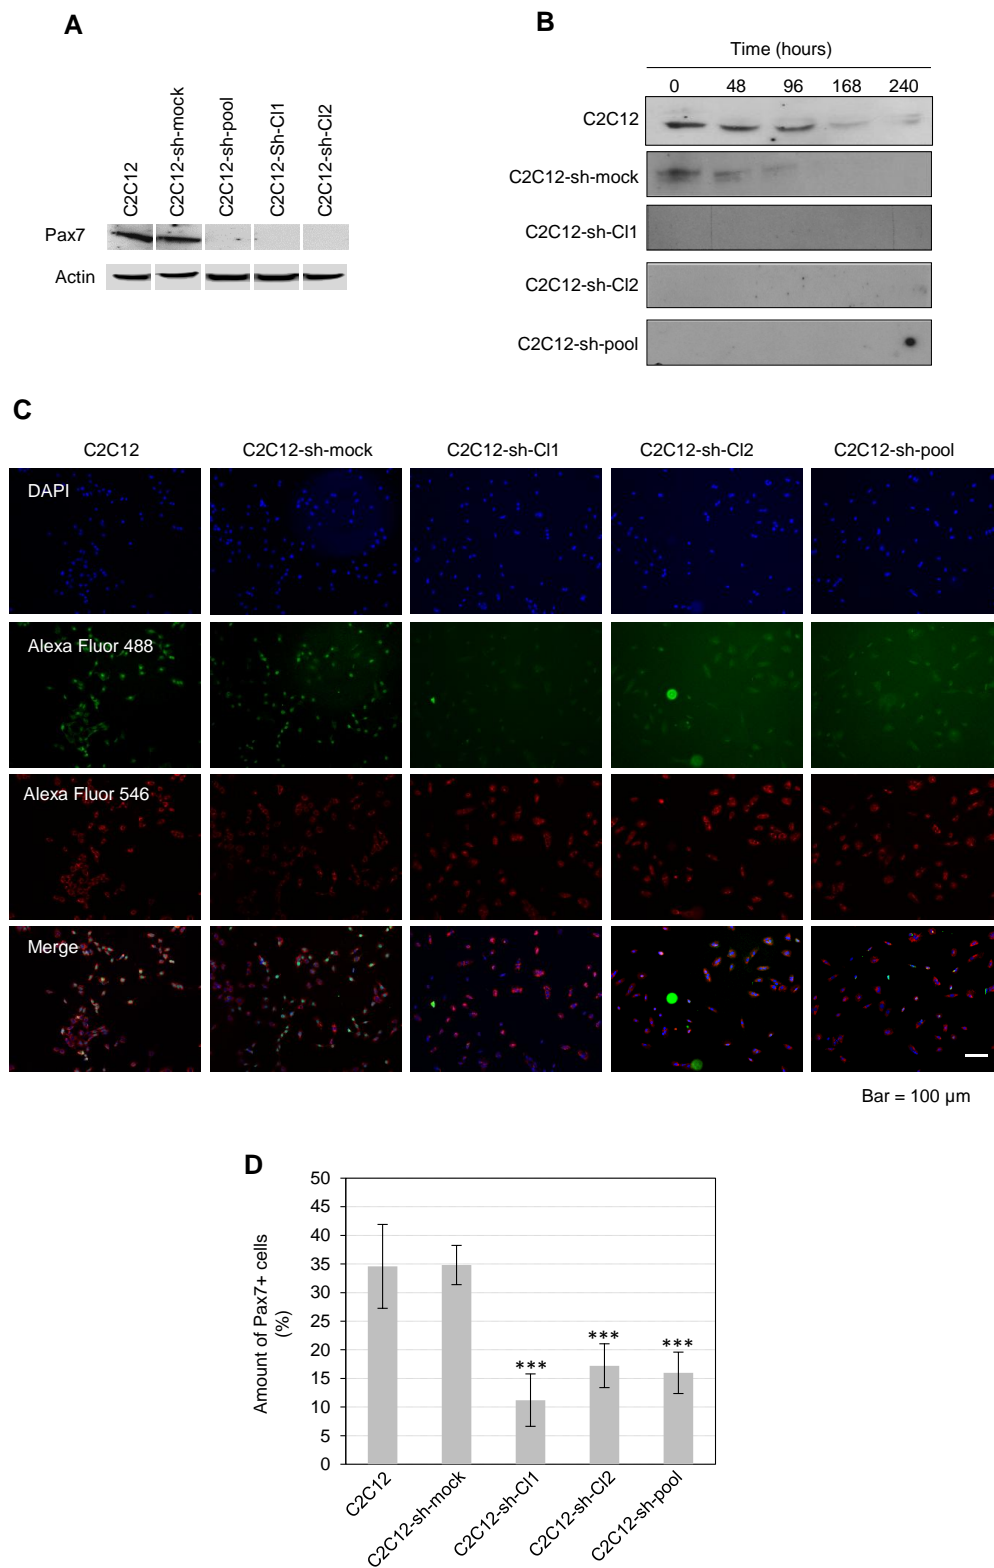 A
C2C12
C2C12-sh-mock
C2C12-sh-pool
C2C12-Sh-Cl1
C2C12-sh-Cl2
Pax7
Actin
B
Time (hours)
0 48 96 168 240
C2C12
C2C12-sh-mock
C2C12-sh-Cl1
C2C12-sh-Cl2
C2C12-sh-pool
C
C2C12 C2C12-sh-mock C2C12-sh-Cl1 C2C12-sh-Cl2 C2C12-sh-pool
DAPI
Alexa Fluor 488
Alexa Fluor 546
Merge
Bar = 100 µm
D
Amount of Pax7+ cells
(%)
50
45
40
35
30
25
20
15
10
5
0
***
***
***
C2C12
C2C12-sh-mock
C2C12-sh-Cl1
C2C12-sh-Cl2
C2C12-sh-pool